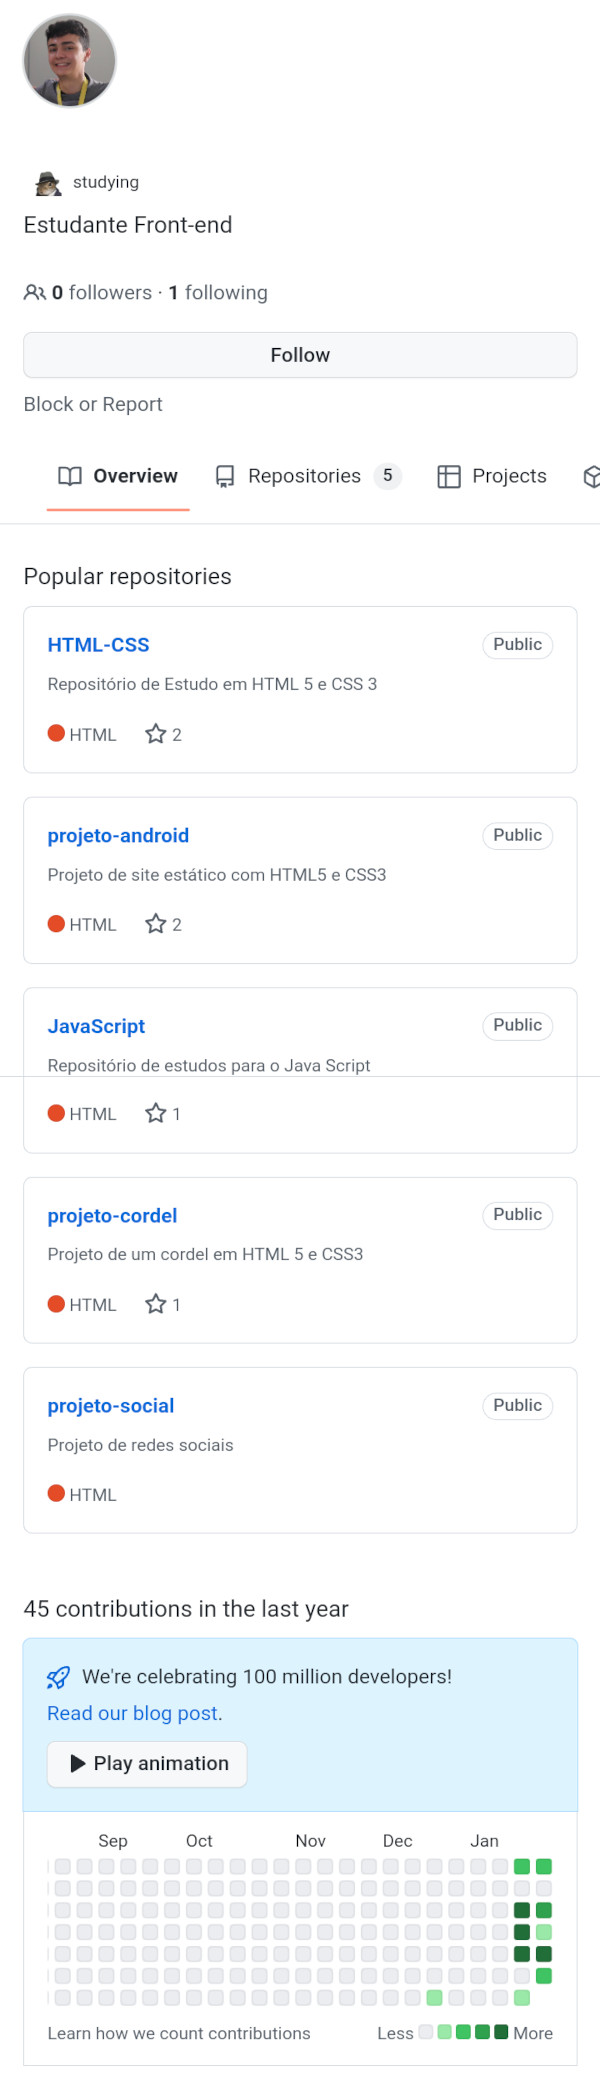 studying
Estudante Front-end
0 followers · 1 following
Follow
Block or Report
Overview Repositories 5 Projects
Popular repositories
HTML-CSS Public
Repositório de Estudo em HTML 5 e CSS 3
HTML 2
projeto-android Public
Projeto de site estático com HTML5 e CSS3
HTML 2
JavaScript Public
Repositório de estudos para o Java Script
HTML 1
projeto-cordel Public
Projeto de um cordel em HTML 5 e CSS3
HTML 1
projeto-social Public
Projeto de redes sociais
HTML
45 contributions in the last year
We're celebrating 100 million developers!
Read our blog post.
Play animation
Sep Oct Nov Dec Jan
Learn how we count contributions Less More